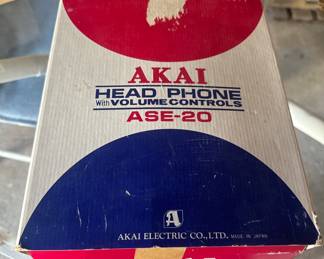 AKAI
HEAD PHONE
With VOLUME CONTROLS
ASE-20
A
AKAI ELECTRIC CO., LTD. MADE IN JAPAN